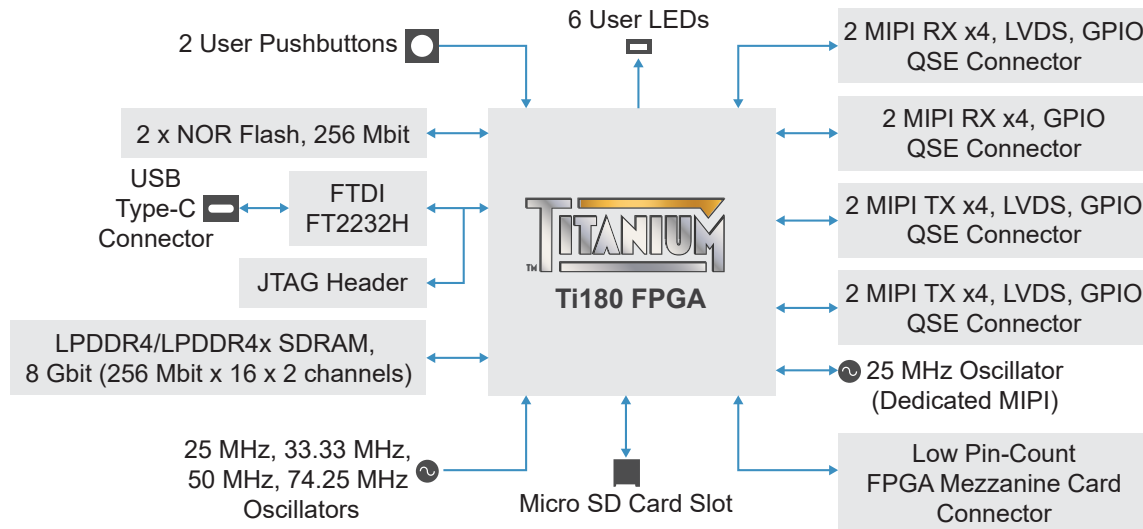 6 User LEDs
2 User Pushbuttons
2 x NOR Flash, 256 Mbit
USB
Type-C
Connector
FTDI
FT2232H
JTAG Header
LPDDR4/LPDDR4x SDRAM,
8 Gbit (256 Mbit x 16 x 2 channels)
25 MHz, 33.33 MHz,
50 MHz, 74.25 MHz
Oscillators
TITANIUM
TM
Ti180 FPGA
Micro SD Card Slot
2 MIPI RX x4, LVDS, GPIO
QSE Connector
2 MIPI RX x4, GPIO
QSE Connector
2 MIPI TX x4, LVDS, GPIO
QSE Connector
2 MIPI TX x4, LVDS, GPIO
QSE Connector
25 MHz Oscillator
(Dedicated MIPI)
Low Pin-Count
FPGA Mezzanine Card
Connector